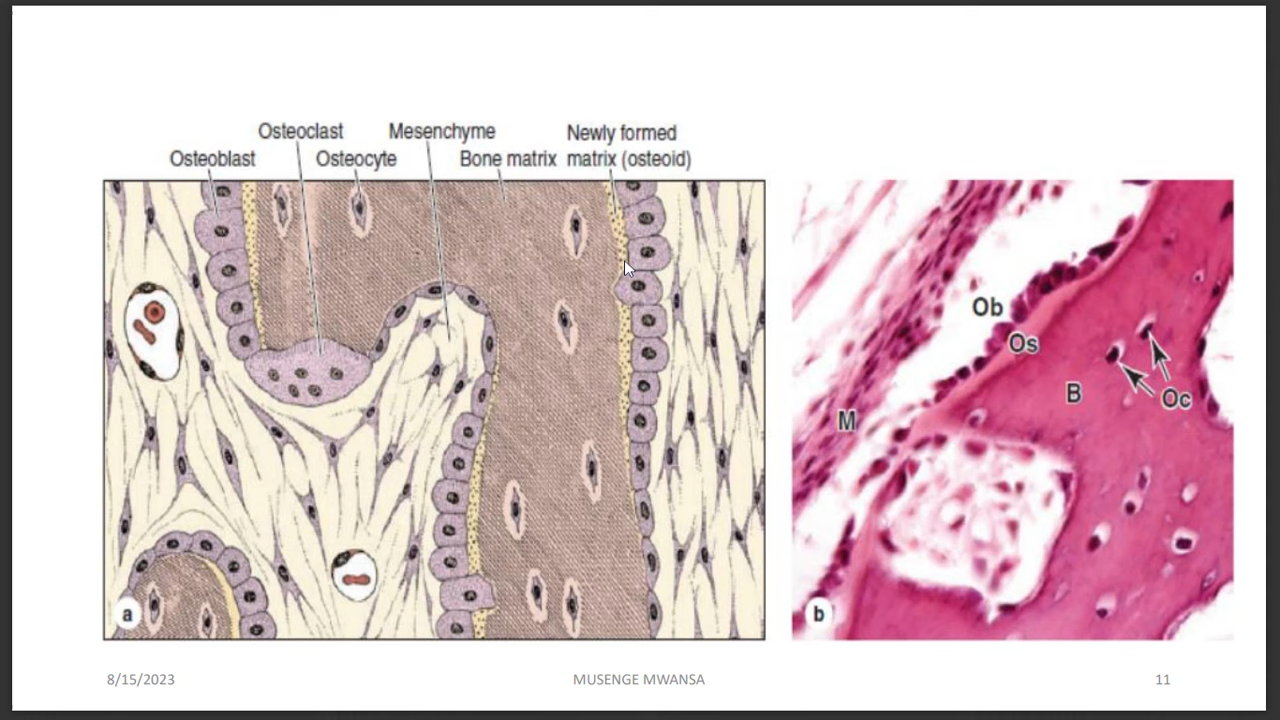 Osteoclast Mesenchyme Newly formed
Osteoblast Osteocyte Bone matrix matrix (osteoid)
Ob
Os
B
Oc
M
a
b
8/15/2023 MUSENGE MWANSA 11